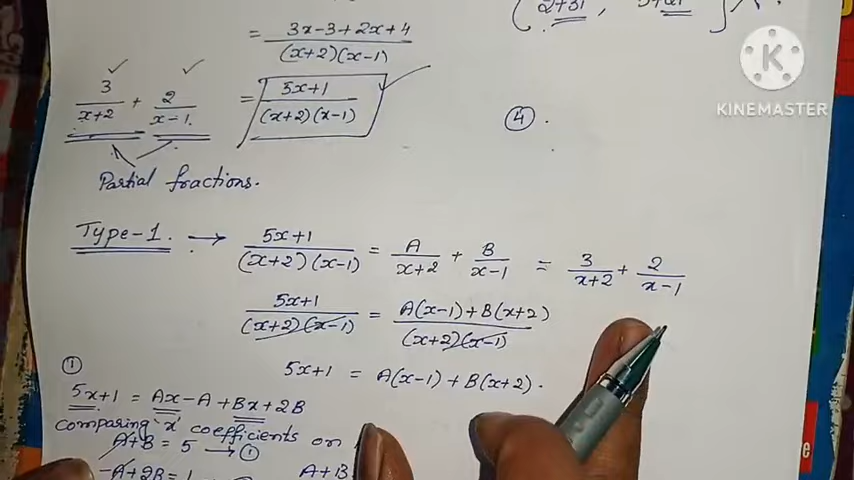 = (3x-3+2x+4)/((x+2)(x-1))
3/(x+2) + 2/(x-1) = (5x+1)/((x+2)(x-1))
④.
Partial fractions.
Type-1. → (5x+1)/((x+2)(x-1)) = A/(x+2) + B/(x-1) = 3/(x+2) + 2/(x-1)
(5x+1)/((x+2)(x-1)) = (A(x-1)+B(x+2))/((x+2)(x-1))
5x+1 = A(x-1)+B(x+2).
①
5x+1 = Ax-A+Bx+2B
comparing 'x' coefficients on
A+B = 5 → ①
-A+2B = 1
A+B
KINEMASTER